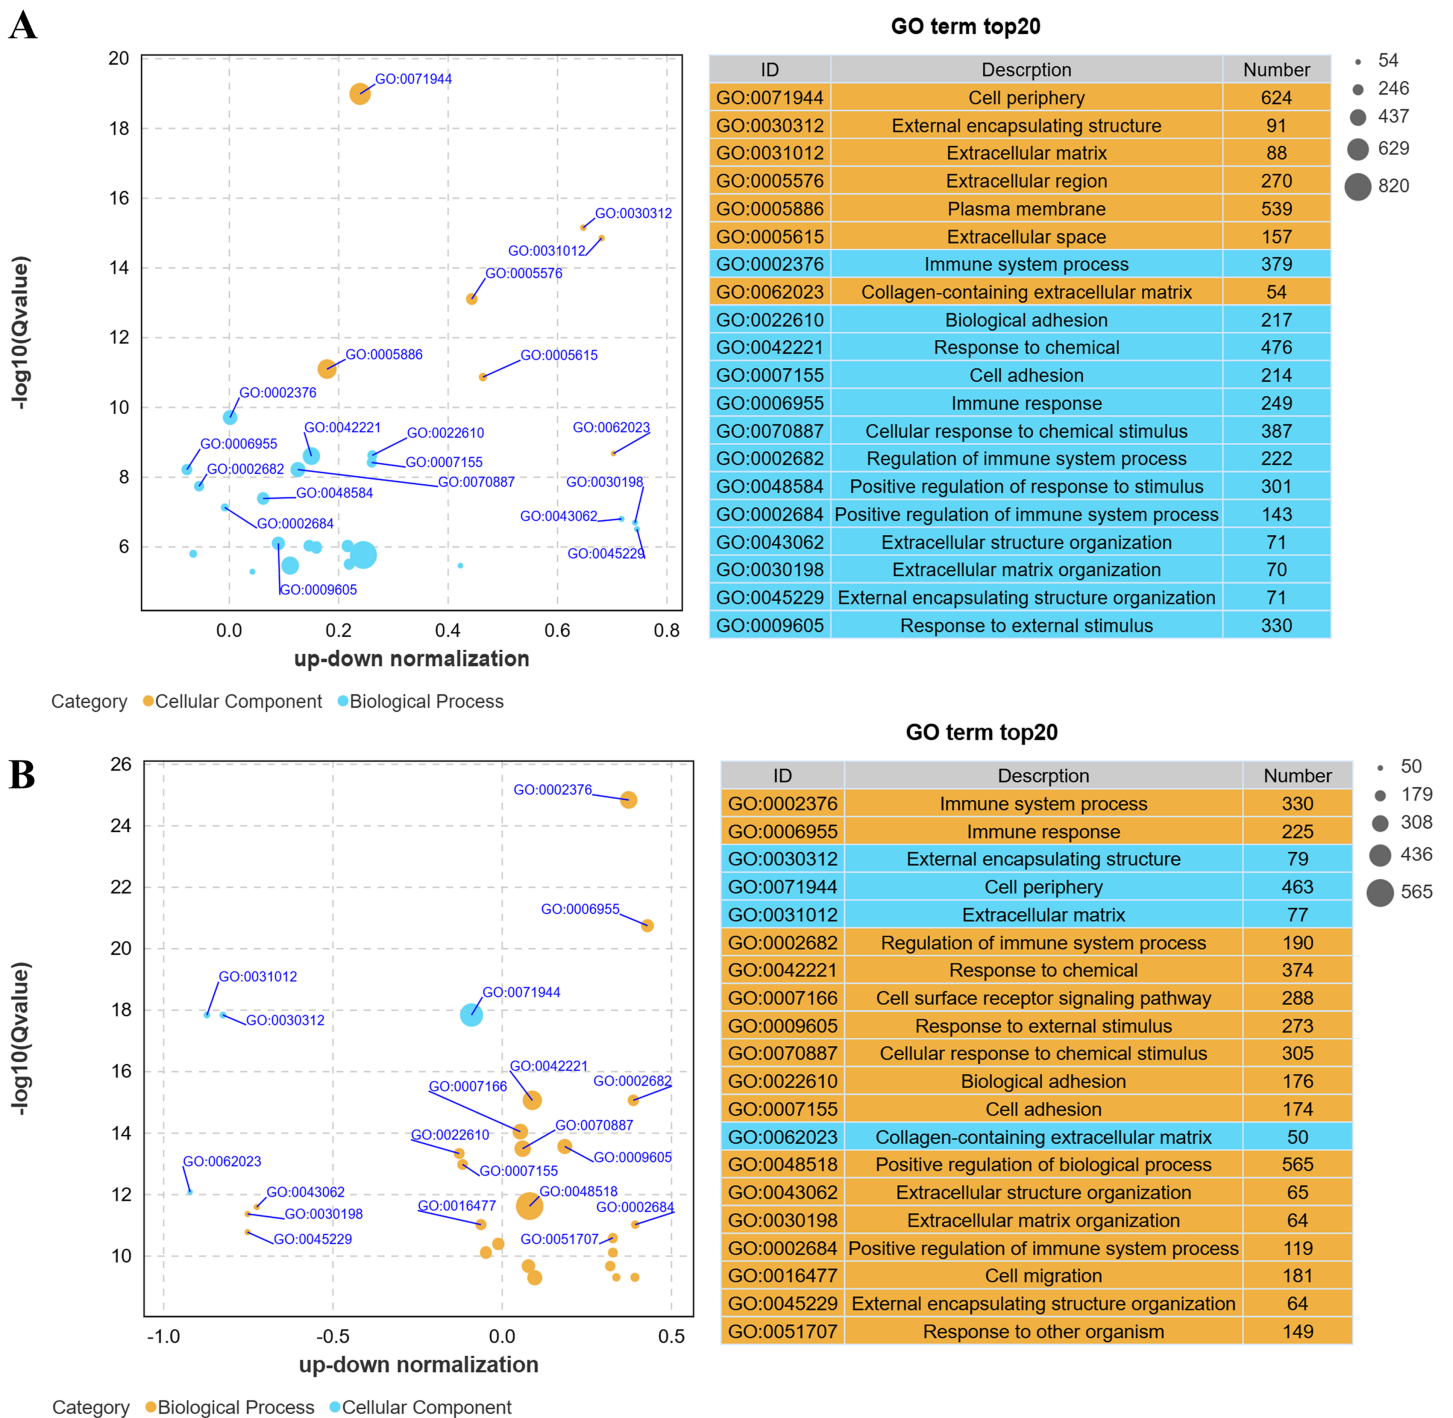 A
GO term top20
-log10(Qvalue)
20
18
16
14
12
10
8
6
GO:0071944
GO:0030312
GO:0031012
GO:0005576
GO:0005886
GO:0005615
GO:0002376
GO:0042221
GO:0022610
GO:0062023
GO:0006955
GO:0007155
GO:0002682
GO:0070887
GO:0030198
GO:0048584
GO:0043062
GO:0002684
GO:0045229
GO:0009605
0.0 0.2 0.4 0.6 0.8
up-down normalization
Category Cellular Component Biological Process
ID Descrption Number
GO:0071944 Cell periphery 624
GO:0030312 External encapsulating structure 91
GO:0031012 Extracellular matrix 88
GO:0005576 Extracellular region 270
GO:0005886 Plasma membrane 539
GO:0005615 Extracellular space 157
GO:0002376 Immune system process 379
GO:0062023 Collagen-containing extracellular matrix 54
GO:0022610 Biological adhesion 217
GO:0042221 Response to chemical 476
GO:0007155 Cell adhesion 214
GO:0006955 Immune response 249
GO:0070887 Cellular response to chemical stimulus 387
GO:0002682 Regulation of immune system process 222
GO:0048584 Positive regulation of response to stimulus 301
GO:0002684 Positive regulation of immune system process 143
GO:0043062 Extracellular structure organization 71
GO:0030198 Extracellular matrix organization 70
GO:0045229 External encapsulating structure organization 71
GO:0009605 Response to external stimulus 330
54
246
437
629
820
B
GO term top20
-log10(Qvalue)
26
24
22
20
18
16
14
12
10
GO:0002376
GO:0006955
GO:0031012
GO:0071944
GO:0030312
GO:0042221
GO:0002682
GO:0007166
GO:0070887
GO:0022610
GO:0009605
GO:0062023
GO:0007155
GO:0043062
GO:0048518
GO:0016477
GO:0002684
GO:0030198
GO:0045229
GO:0051707
-1.0 -0.5 0.0 0.5
up-down normalization
Category Biological Process Cellular Component
ID Descrption Number
GO:0002376 Immune system process 330
GO:0006955 Immune response 225
GO:0030312 External encapsulating structure 79
GO:0071944 Cell periphery 463
GO:0031012 Extracellular matrix 77
GO:0002682 Regulation of immune system process 190
GO:0042221 Response to chemical 374
GO:0007166 Cell surface receptor signaling pathway 288
GO:0009605 Response to external stimulus 273
GO:0070887 Cellular response to chemical stimulus 305
GO:0022610 Biological adhesion 176
GO:0007155 Cell adhesion 174
GO:0062023 Collagen-containing extracellular matrix 50
GO:0048518 Positive regulation of biological process 565
GO:0043062 Extracellular structure organization 65
GO:0030198 Extracellular matrix organization 64
GO:0002684 Positive regulation of immune system process 119
GO:0016477 Cell migration 181
GO:0045229 External encapsulating structure organization 64
GO:0051707 Response to other organism 149
50
179
308
436
565